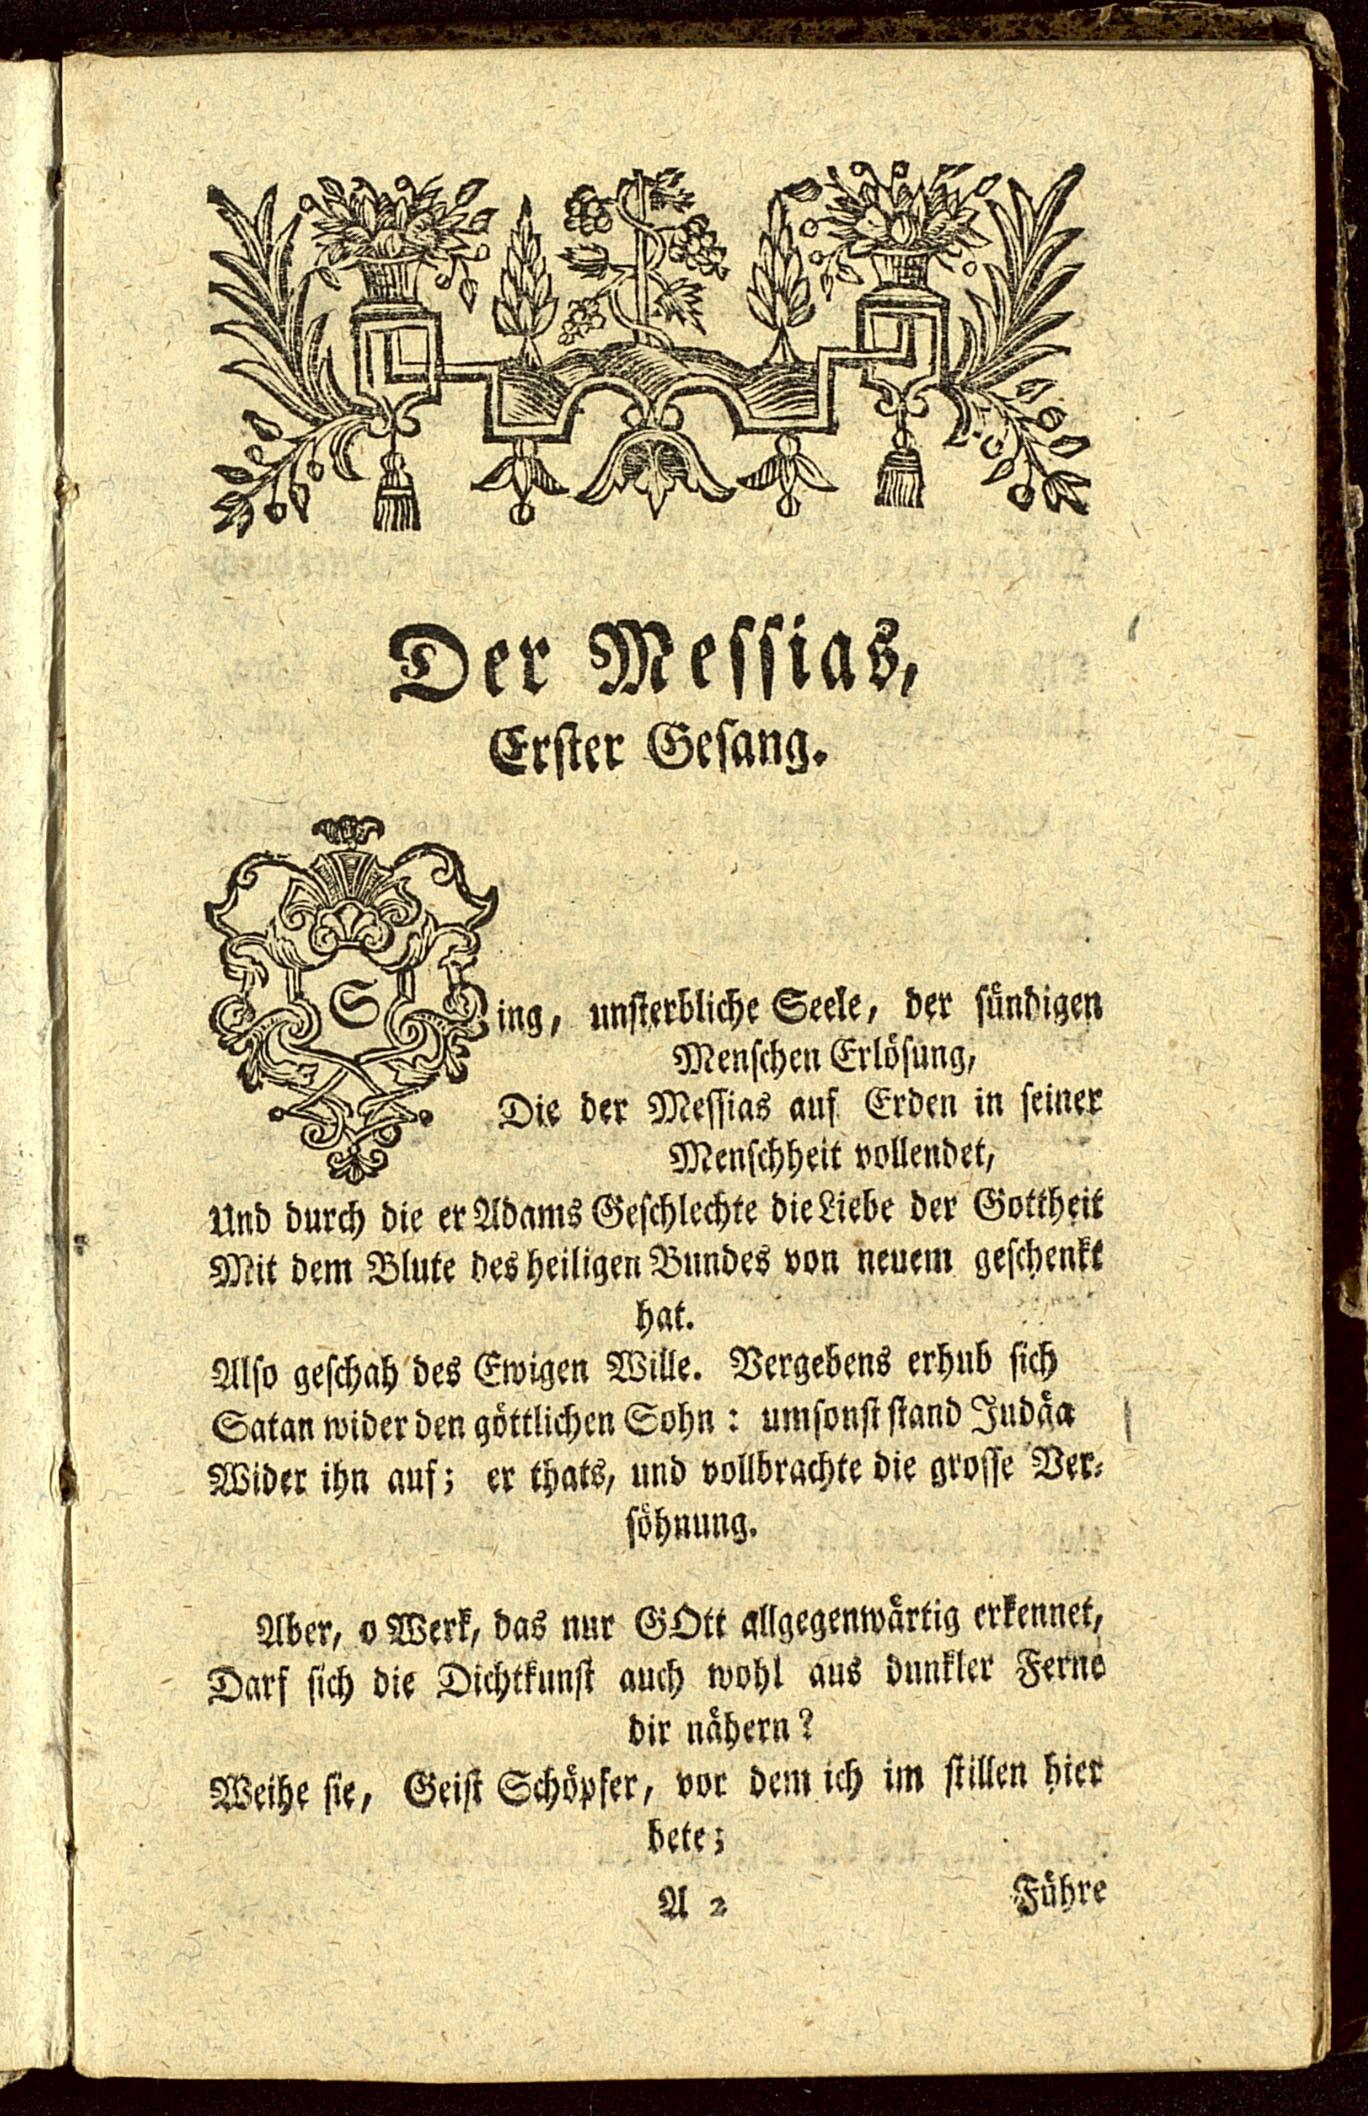 Der Messias,
Erster Gesang.
Sing, unsterbliche Seele, der sündigen
Menschen Erlösung,
Die der Messias auf Erden in seiner
Menschheit vollendet,
Und durch die er Adams Geschlechte die Liebe der Gottheit
Mit dem Blute des heiligen Bundes von neuem geschenkt
hat.
Also geschah des Ewigen Wille. Vergebens erhub sich
Satan wider den göttlichen Sohn: umsonst stand Judäa
Wider ihn auf; er thats, und vollbrachte die grosse Ver-
söhnung.
Aber, o Werk, das nur GOtt allgegenwärtig erkennet,
Darf sich die Dichtkunst auch wohl aus dunkler Ferne
dir nähern?
Weihe sie, Geist Schöpfer, vor dem ich im stillen hier
bete;
A 2
Führe